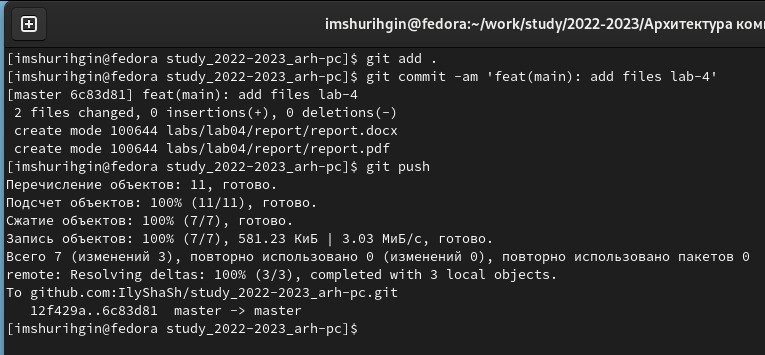 imshurihgin@fedora:~/work/study/2022-2023/Архитектура ком
[imshurihgin@fedora study_2022-2023_arh-pc]$ git add .
[imshurihgin@fedora study_2022-2023_arh-pc]$ git commit -am 'feat(main): add files lab-4'
[master 6c83d81] feat(main): add files lab-4
 2 files changed, 0 insertions(+), 0 deletions(-)
 create mode 100644 labs/lab04/report/report.docx
 create mode 100644 labs/lab04/report/report.pdf
[imshurihgin@fedora study_2022-2023_arh-pc]$ git push
Перечисление объектов: 11, готово.
Подсчет объектов: 100% (11/11), готово.
Сжатие объектов: 100% (7/7), готово.
Запись объектов: 100% (7/7), 581.23 КиБ | 3.03 МиБ/с, готово.
Всего 7 (изменений 3), повторно использовано 0 (изменений 0), повторно использовано пакетов 0
remote: Resolving deltas: 100% (3/3), completed with 3 local objects.
To github.com:IlyShaSh/study_2022-2023_arh-pc.git
   12f429a..6c83d81  master -> master
[imshurihgin@fedora study_2022-2023_arh-pc]$